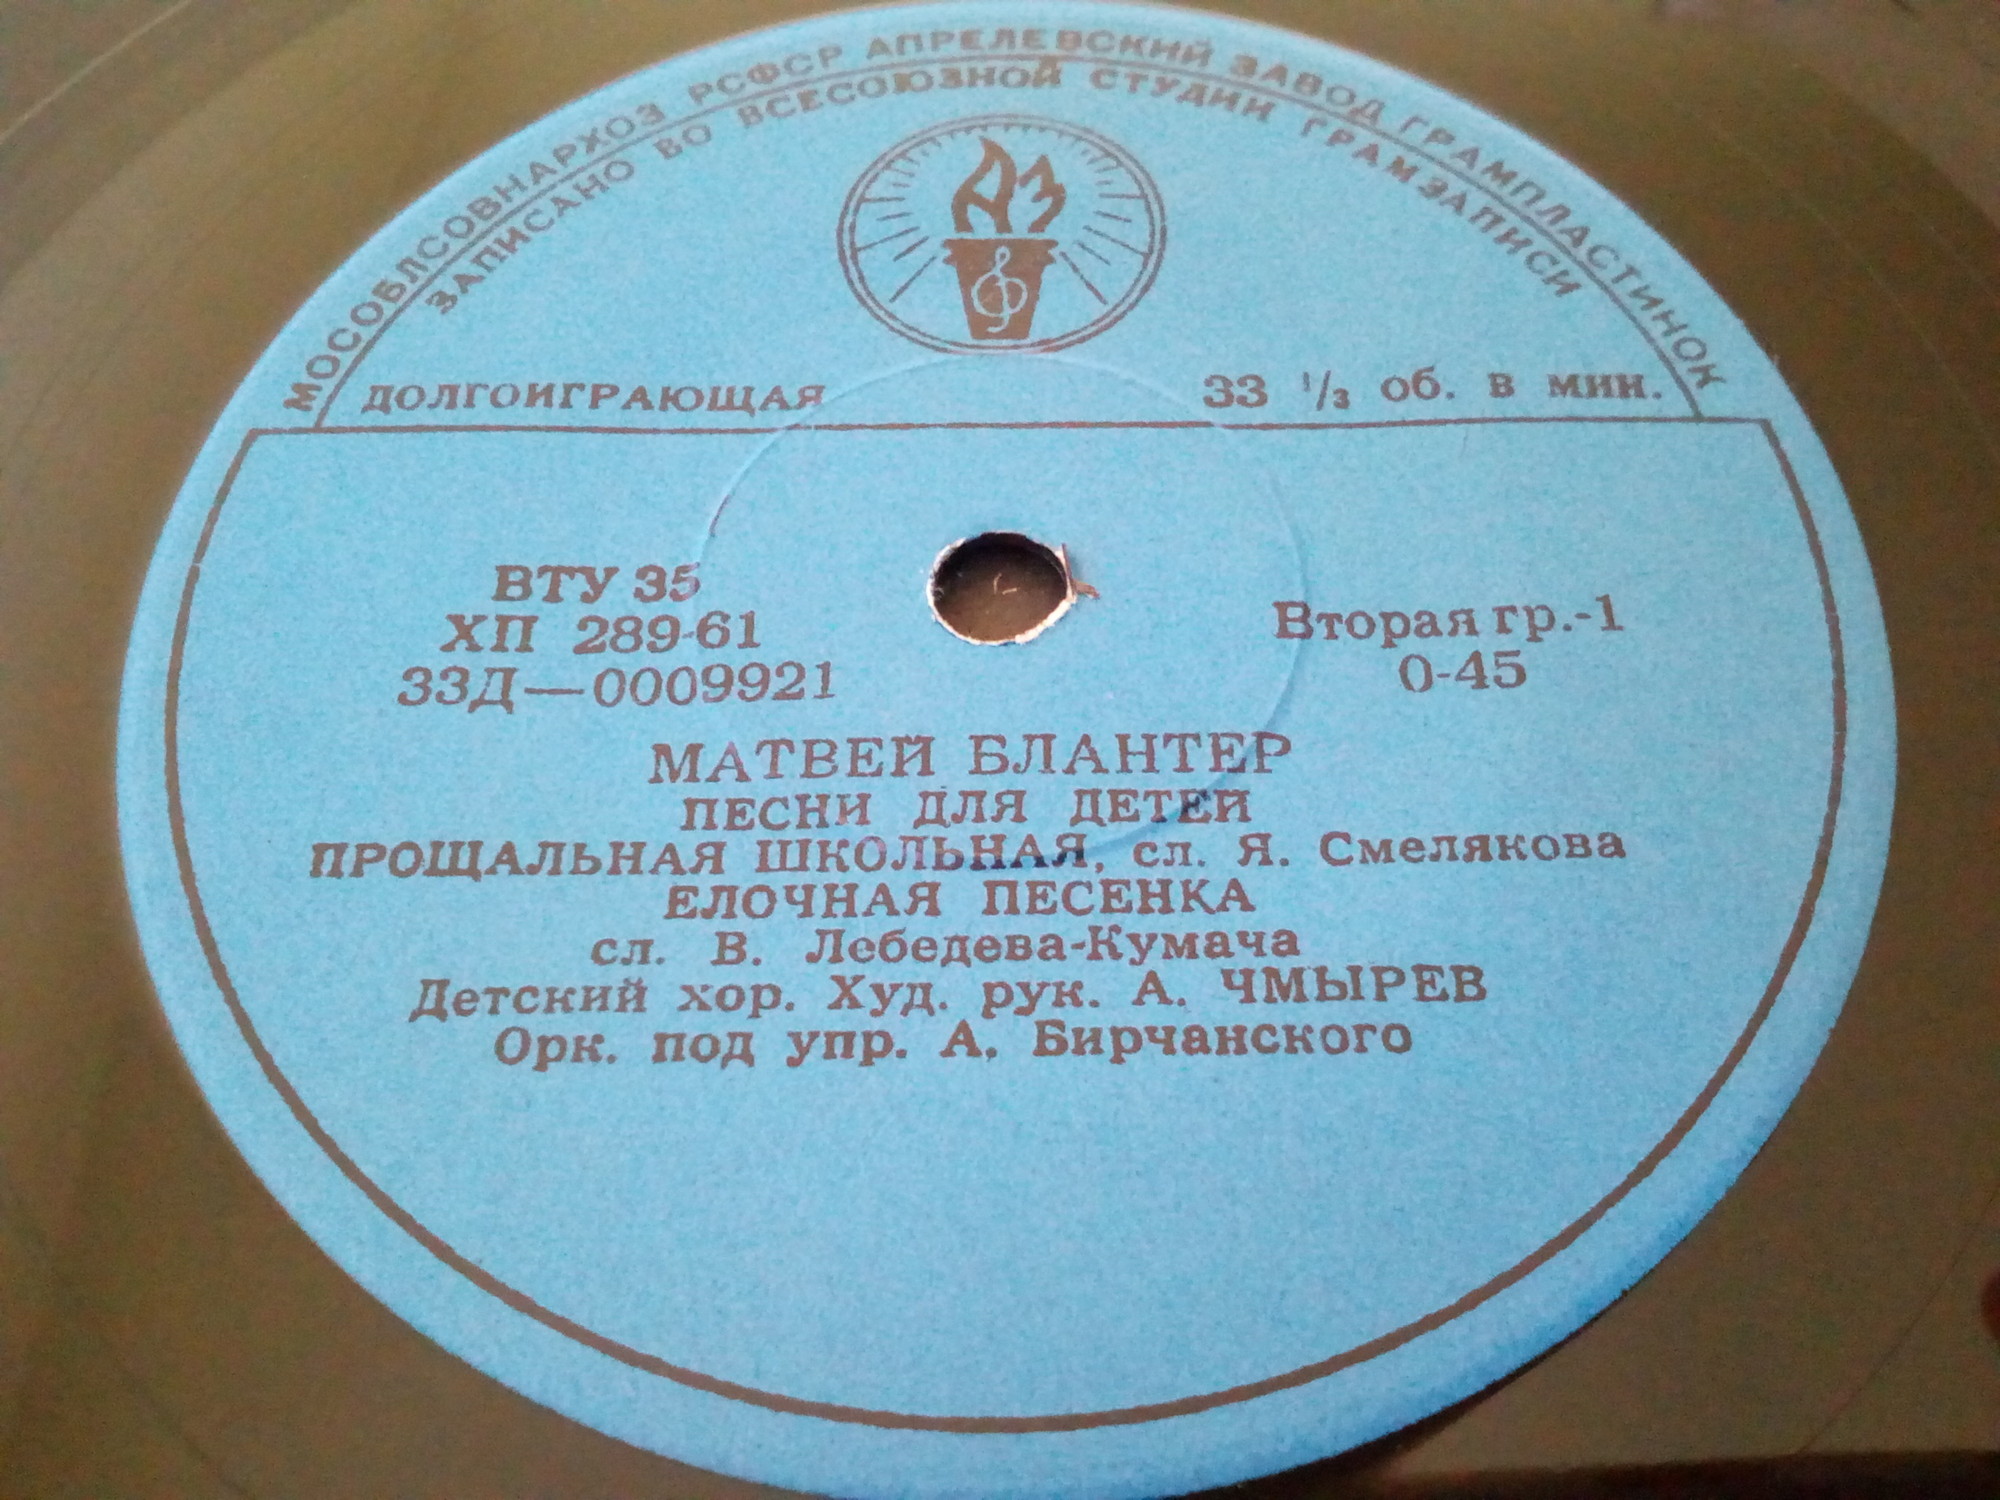 МОСОБЛСОВНАРХОЗ РСФСР АПРЕЛЕВСКИЙ ЗАВОД ГРАМПЛАСТИНОК
ЗАПИСАНО ВО ВСЕСОЮЗНОЙ СТУДИИ ГРАМЗАПИСИ
АЗ
ДОЛГОИГРАЮЩАЯ 33 1/3 об. в мин.
ВТУ 35
ХП 289-61
33Д—0009921
Вторая гр.-1
0-45
МАТВЕЙ БЛАНТЕР
ПЕСНИ ДЛЯ ДЕТЕЙ
ПРОЩАЛЬНАЯ ШКОЛЬНАЯ, сл. Я. Смелякова
ЕЛОЧНАЯ ПЕСЕНКА
сл. В. Лебедева-Кумача
Детский хор. Худ. рук. А. ЧМЫРЕВ
Орк. под упр. А. Бирчанского